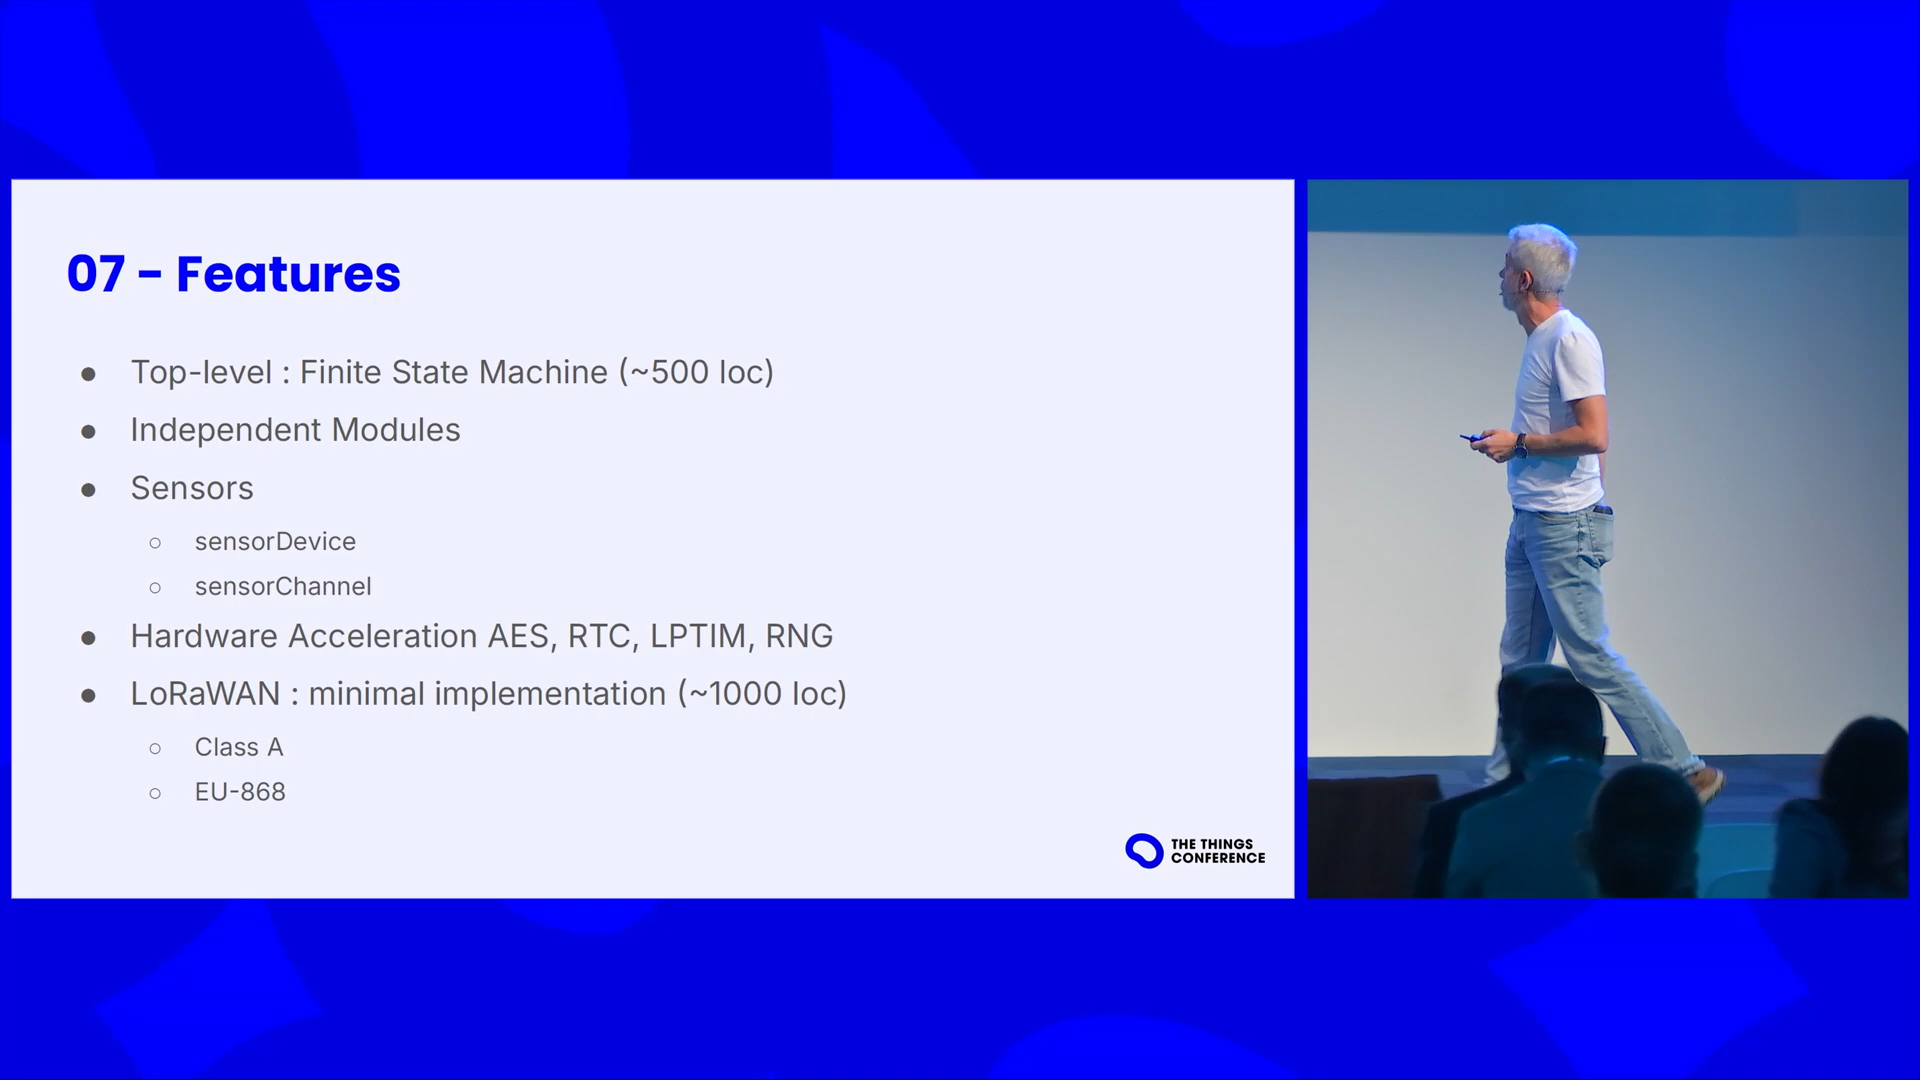 07 - Features
● Top-level : Finite State Machine (~500 loc)
● Independent Modules
● Sensors
○ sensorDevice
○ sensorChannel
● Hardware Acceleration AES, RTC, LPTIM, RNG
● LoRaWAN : minimal implementation (~1000 loc)
○ Class A
○ EU-868
THE THINGS
CONFERENCE